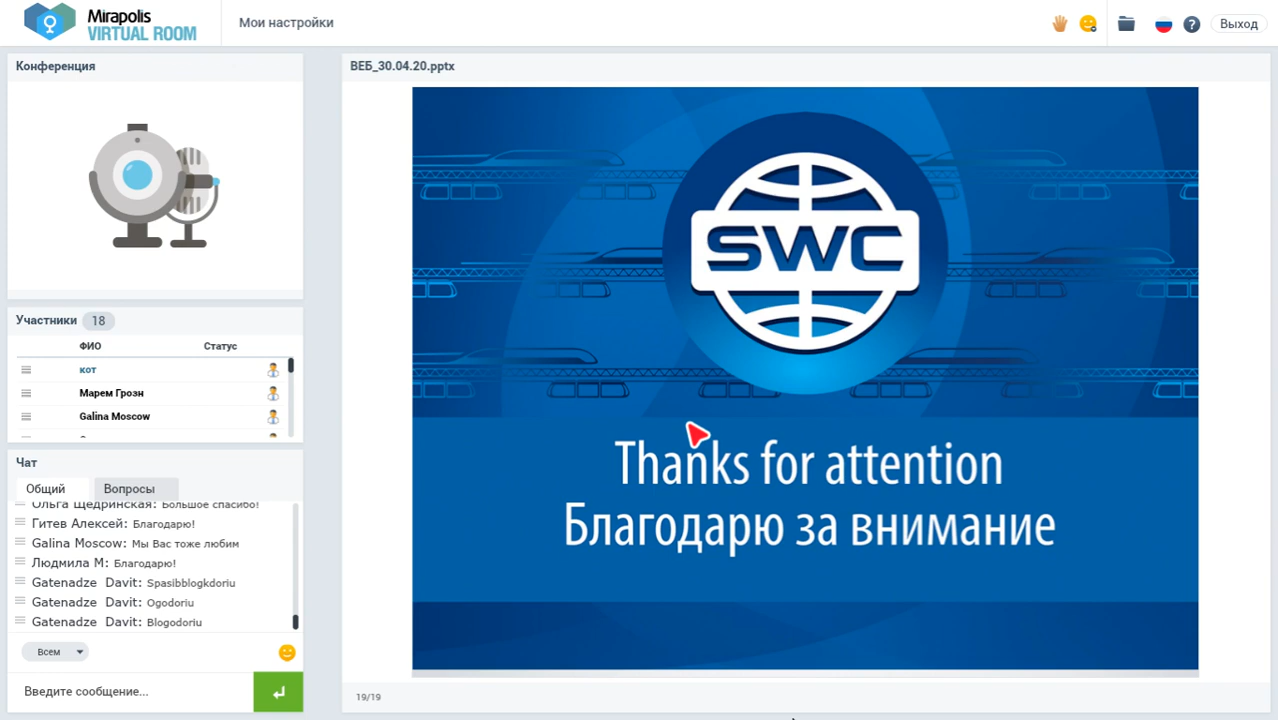 Mirapolis
VIRTUAL ROOM
Мои настройки
Выход
Конференция
ВЕБ_30.04.20.pptx
SWC
Thanks for attention
Благодарю за внимание
19/19
Участники 18
ФИО Статус
кот
Марем Грозн
Galina Moscow
Чат
Общий Вопросы
Ольга Щедринская: Большое спасибо!
Гитев Алексей: Благодарю!
Galina Moscow: Мы Вас тоже любим
Людмила М: Благодарю!
Gatenadze Davit: Spasibblogkdoriu
Gatenadze Davit: Ogodoriu
Gatenadze Davit: Blogodoriu
Всем
Введите сообщение...